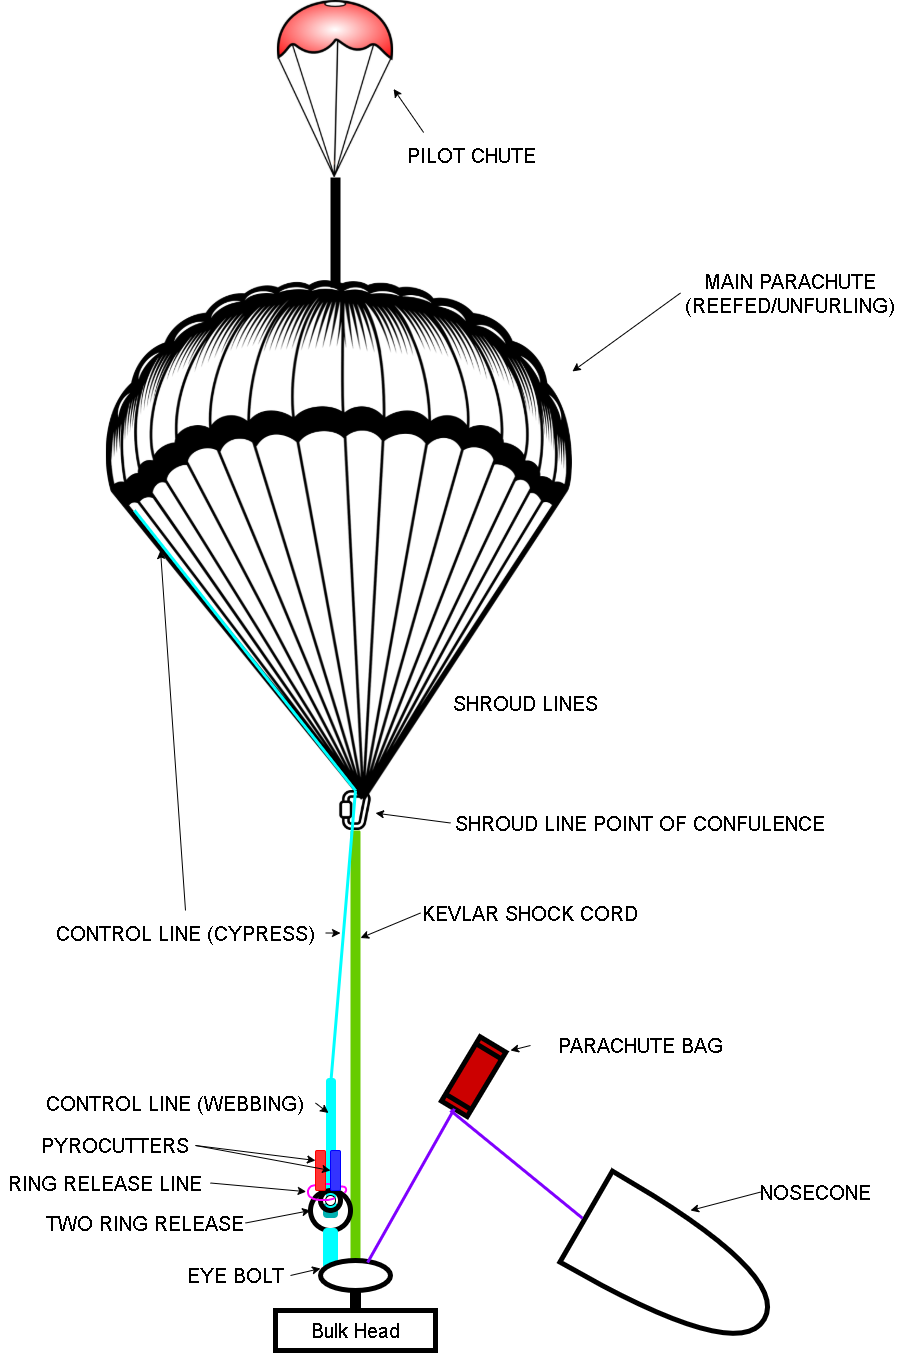 PILOT CHUTE
MAIN PARACHUTE
(REEFED/UNFURLING)
SHROUD LINES
SHROUD LINE POINT OF CONFULENCE
KEVLAR SHOCK CORD
CONTROL LINE (CYPRESS)
PARACHUTE BAG
CONTROL LINE (WEBBING)
PYROCUTTERS
RING RELEASE LINE
NOSECONE
TWO RING RELEASE
EYE BOLT
Bulk Head